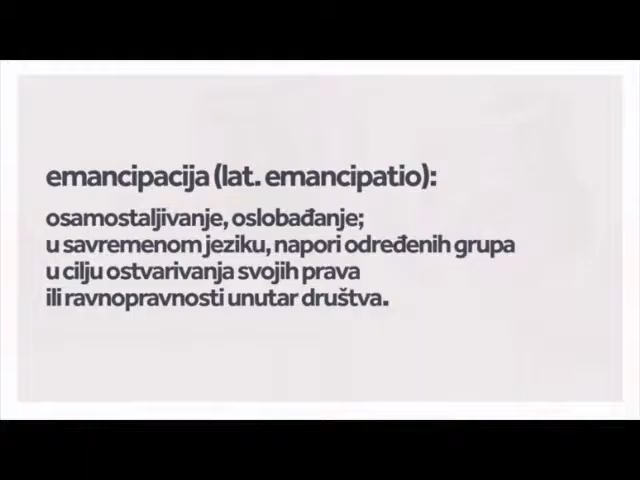 emancipacija (lat. emancipatio):
osamostaljivanje, oslobađanje;
u savremenom jeziku, napori određenih grupa
u cilju ostvarivanja svojih prava
ili ravnopravnosti unutar društva.